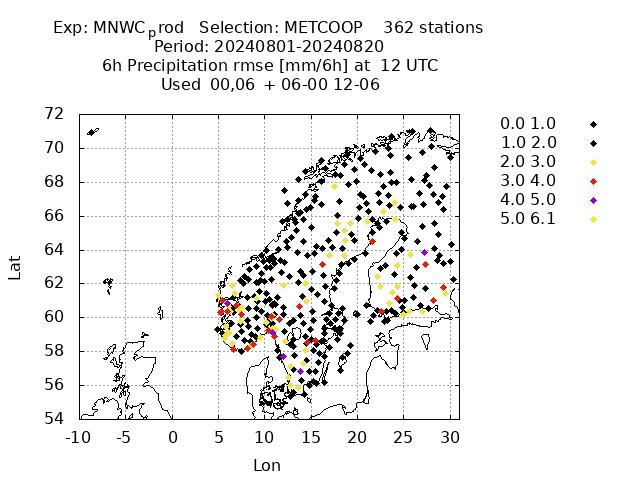 Exp: MNWCprod   Selection: METCOOP    362 stations
Period: 20240801-20240820
6h Precipitation rmse [mm/6h] at  12 UTC
Used  00,06  + 06-00 12-06
72
70
68
66
64
62
60
58
56
54
-10 -5 0 5 10 15 20 25 30
Lat
Lon
0.0 1.0
1.0 2.0
2.0 3.0
3.0 4.0
4.0 5.0
5.0 6.1